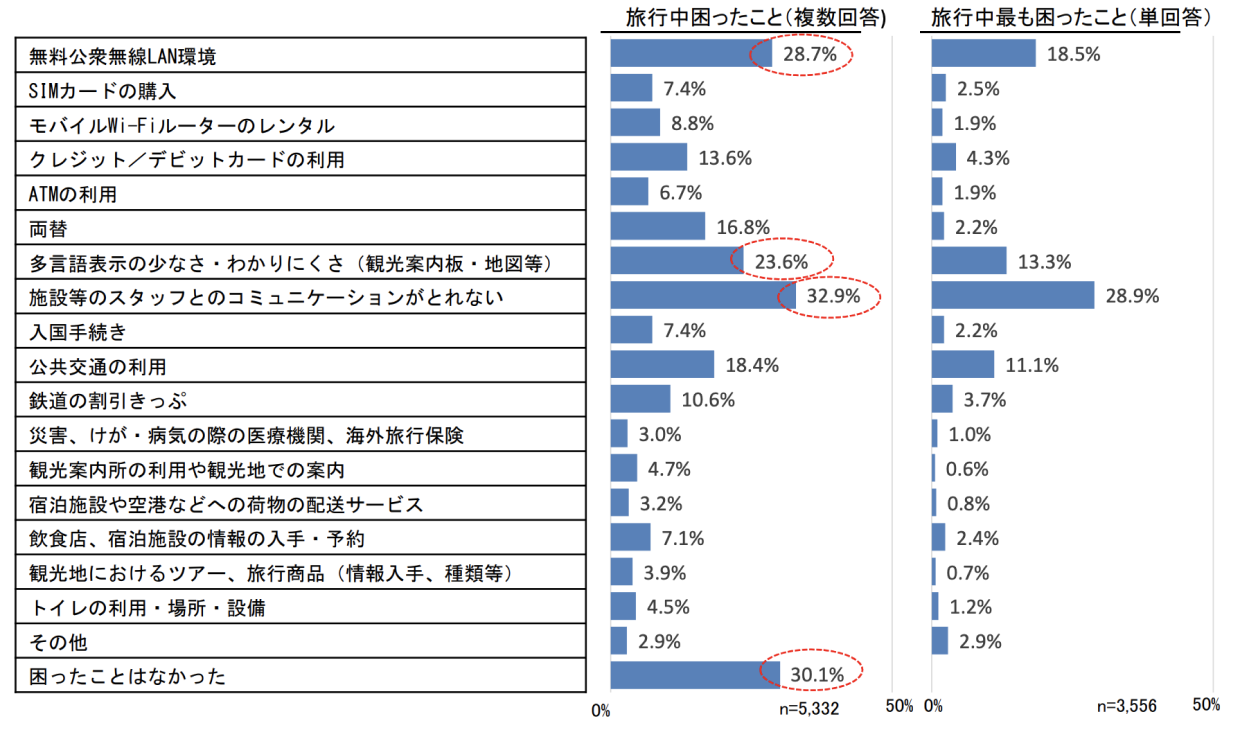 旅行中困ったこと（複数回答） 旅行中最も困ったこと（単回答）
無料公衆無線LAN環境 28.7% 18.5%
SIMカードの購入 7.4% 2.5%
モバイルWi-Fiルーターのレンタル 8.8% 1.9%
クレジット／デビットカードの利用 13.6% 4.3%
ATMの利用 6.7% 1.9%
両替 16.8% 2.2%
多言語表示の少なさ・わかりにくさ（観光案内板・地図等） 23.6% 13.3%
施設等のスタッフとのコミュニケーションがとれない 32.9% 28.9%
入国手続き 7.4% 2.2%
公共交通の利用 18.4% 11.1%
鉄道の割引きっぷ 10.6% 3.7%
災害、けが・病気の際の医療機関、海外旅行保険 3.0% 1.0%
観光案内所の利用や観光地での案内 4.7% 0.6%
宿泊施設や空港などへの荷物の配送サービス 3.2% 0.8%
飲食店、宿泊施設の情報の入手・予約 7.1% 2.4%
観光地におけるツアー、旅行商品（情報入手、種類等） 3.9% 0.7%
トイレの利用・場所・設備 4.5% 1.2%
その他 2.9% 2.9%
困ったことはなかった 30.1%
0% n=5,332 50% 0% n=3,556 50%